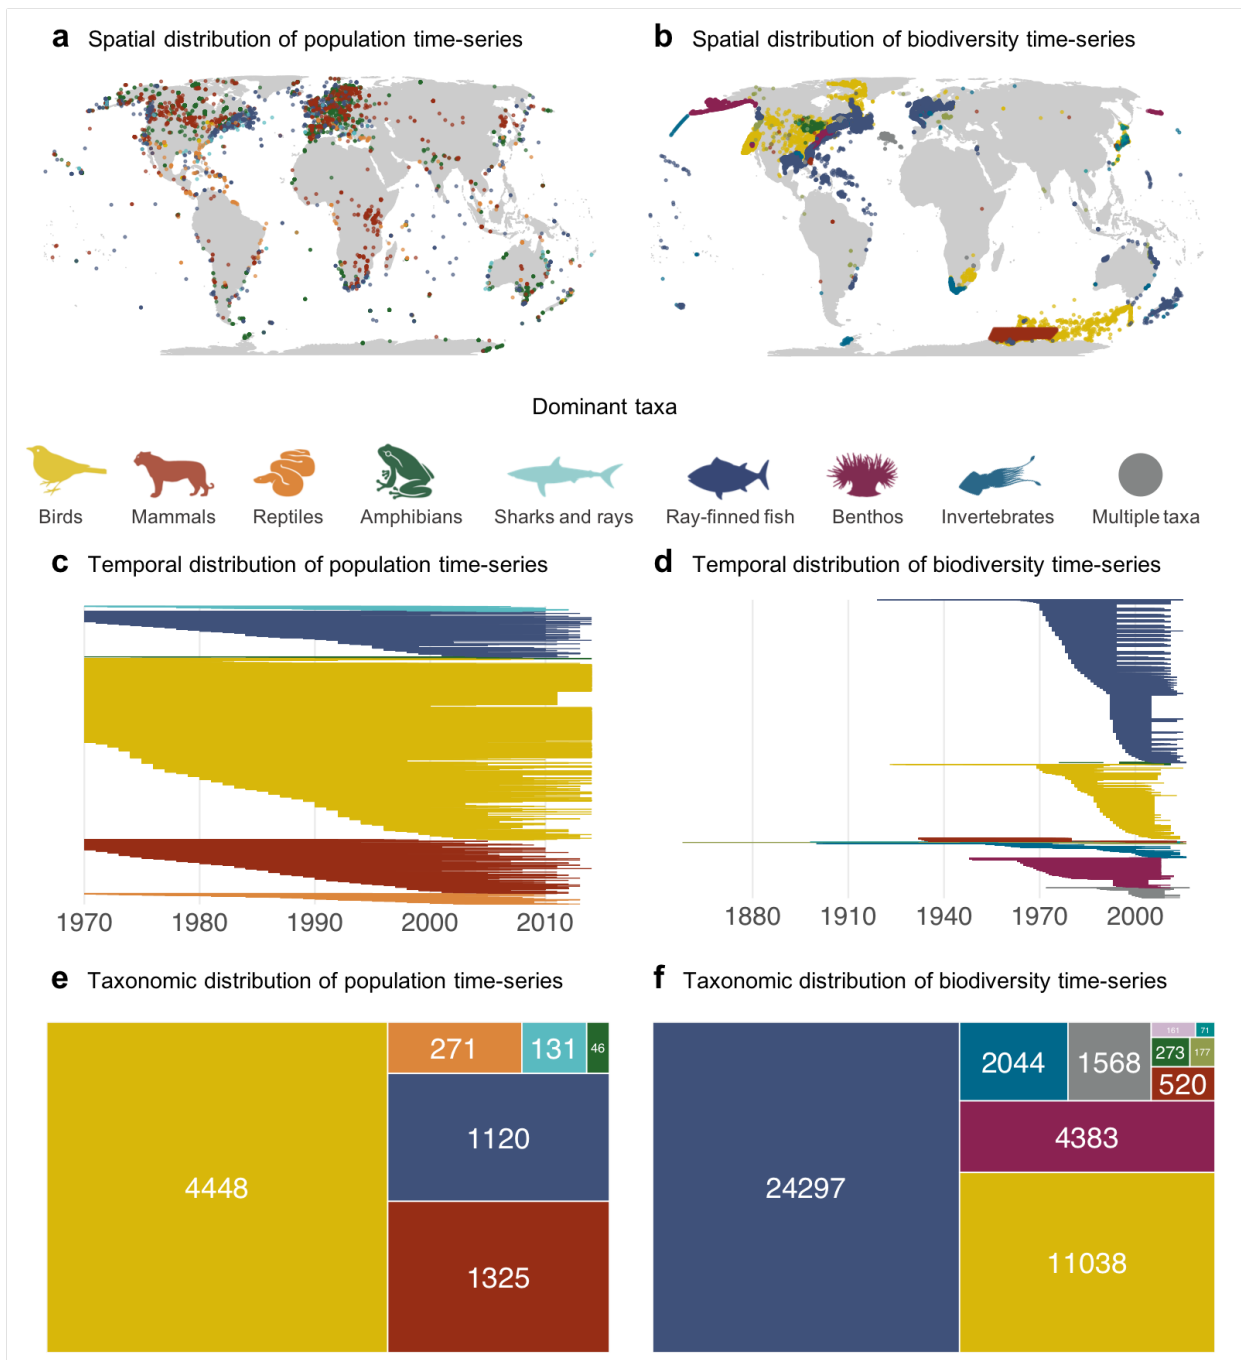 a Spatial distribution of population time-series
b Spatial distribution of biodiversity time-series
Dominant taxa
Birds Mammals Reptiles Amphibians Sharks and rays Ray-finned fish Benthos Invertebrates Multiple taxa
c Temporal distribution of population time-series
d Temporal distribution of biodiversity time-series
1970 1980 1990 2000 2010
1880 1910 1940 1970 2000
e Taxonomic distribution of population time-series
f Taxonomic distribution of biodiversity time-series
4448
271
131
46
1120
1325
24297
2044
1568
161
71
273
177
520
4383
11038